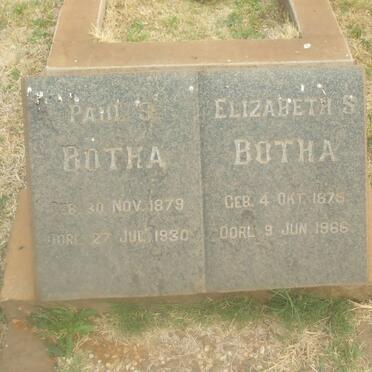 PAUL S.
BOTHA
GEB. 30 NOV. 1879
OORL. 27 JUL. 1930
ELIZABETH S.
BOTHA
GEB. 4 OKT. 1875
OORL. 9 JUN. 1966